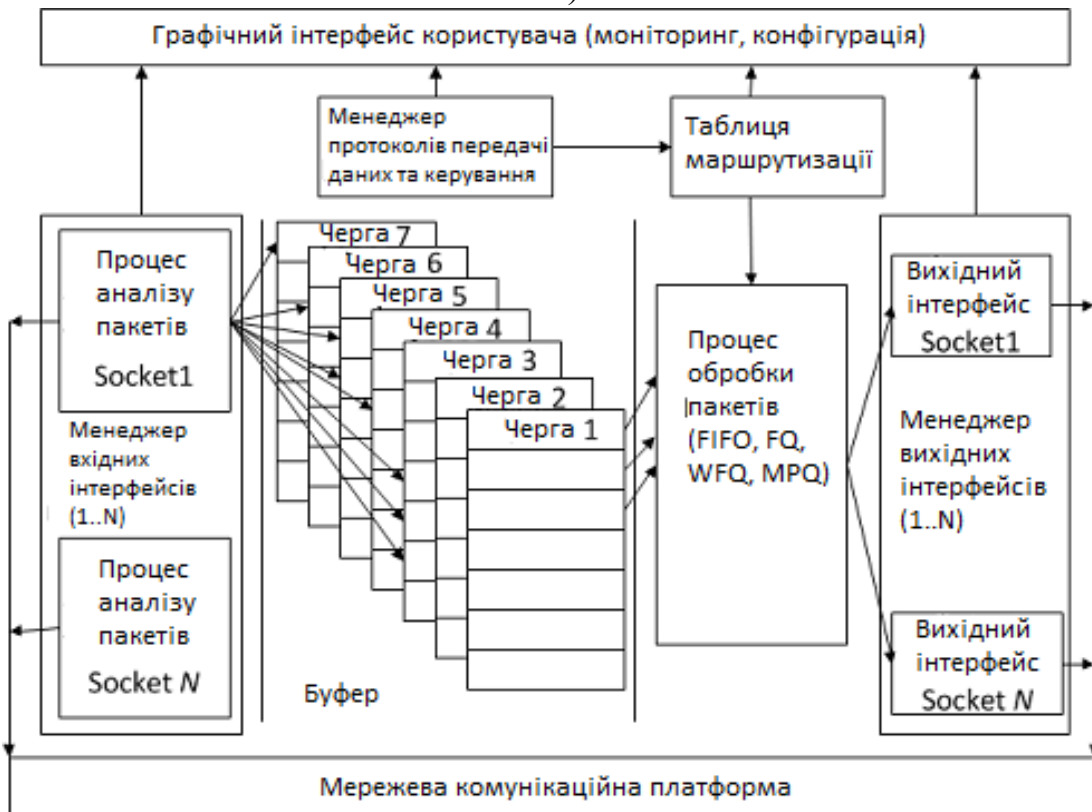 )
Графічний інтерфейс користувача (моніторинг, конфігурація)
Менеджер
протоколів передачі
даних та керування
Таблиця
маршрутизації
Процес
аналізу
пакетів
Socket1
Менеджер
вхідних
інтерфейсів
(1..N)
Процес
аналізу
пакетів
Socket N
Черга 7
Черга 6
Черга 5
Черга 4
Черга 3
Черга 2
Черга 1
Буфер
Процес
обробки
пакетів
(FIFO, FQ,
WFQ, MPQ)
Вихідний
інтерфейс
Socket1
Менеджер
вихідних
інтерфейсів
(1..N)
Вихідний
інтерфейс
Socket N
Мережева комунікаційна платформа